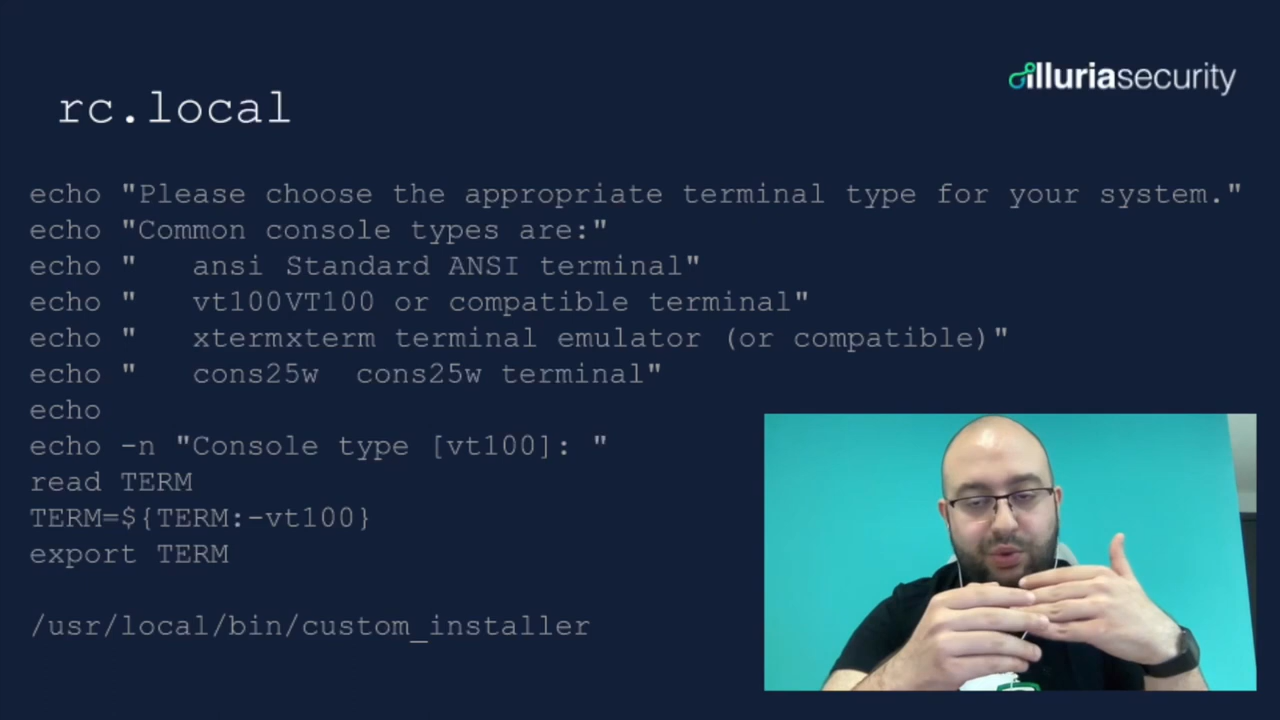 illuriasecurity
rc.local
echo "Please choose the appropriate terminal type for your system."
echo "Common console types are:"
echo "   ansi Standard ANSI terminal"
echo "   vt100VT100 or compatible terminal"
echo "   xtermxterm terminal emulator (or compatible)"
echo "   cons25w  cons25w terminal"
echo
echo -n "Console type [vt100]: "
read TERM
TERM=${TERM:-vt100}
export TERM
/usr/local/bin/custom_installer